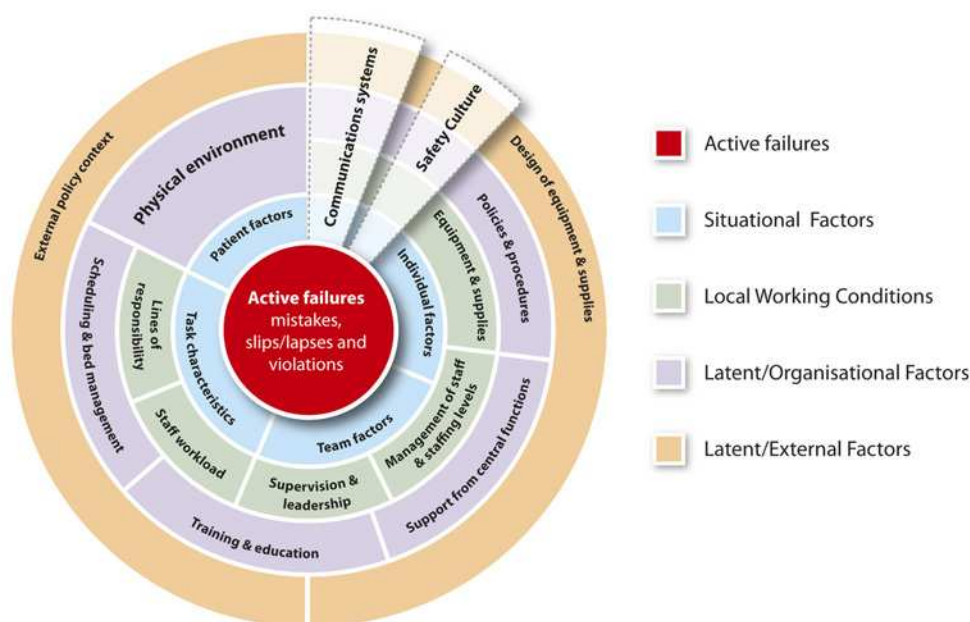 External policy context
Physical environment
Communications systems
Safety Culture
Design of equipment & supplies
Policies & procedures
Equipment & supplies
Patient factors
Individual factors
Active failures
mistakes,
slips/lapses and
violations
Scheduling & bed management
Lines of
responsibility
Task characteristics
Staff workload
Team factors
Supervision &
leadership
Management of staff
& staffing levels
Training & education
Support from central functions
Active failures
Situational Factors
Local Working Conditions
Latent/Organisational Factors
Latent/External Factors